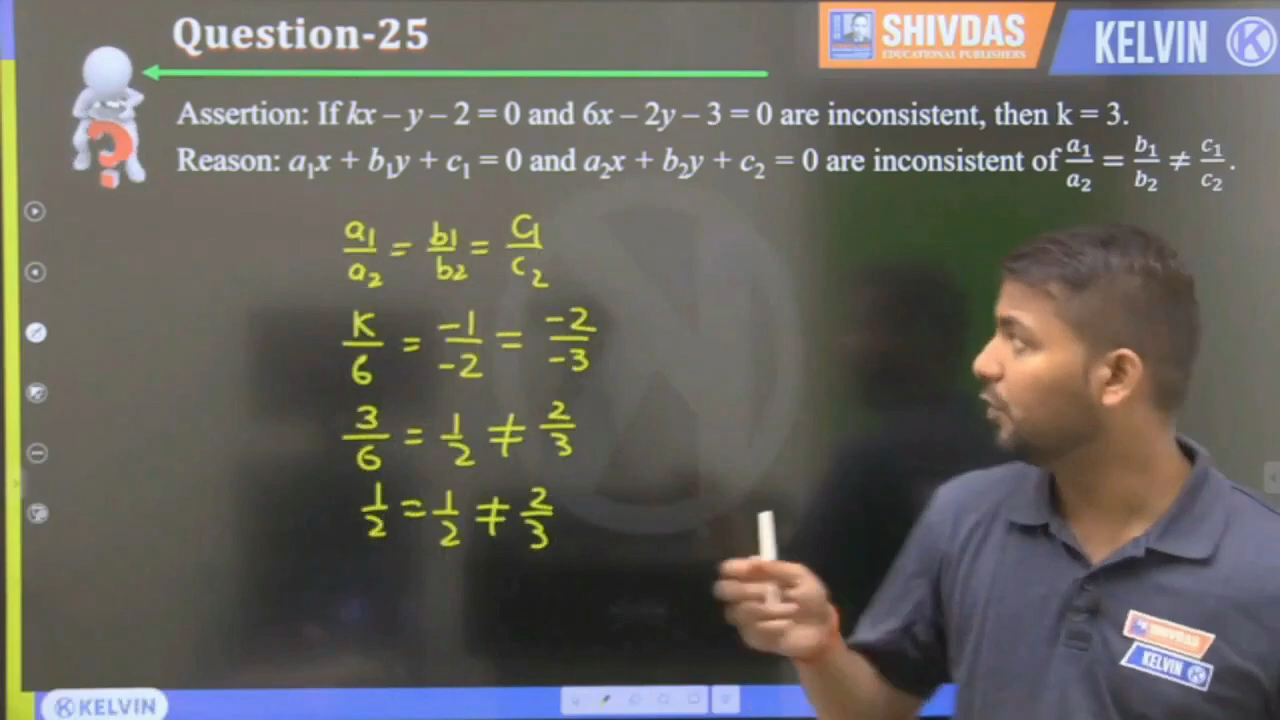 Question-25
SHIVDAS
EDUCATIONAL PUBLISHERS
KELVIN K
Assertion: If kx – y – 2 = 0 and 6x – 2y – 3 = 0 are inconsistent, then k = 3.
Reason: a₁x + b₁y + c₁ = 0 and a₂x + b₂y + c₂ = 0 are inconsistent of a₁/a₂ = b₁/b₂ ≠ c₁/c₂.
a₁/a₂ = b₁/b₂ = C₁/c₂
K/6 = -1/-2 = -2/-3
3/6 = 1/2 ≠ 2/3
1/2 = 1/2 ≠ 2/3
SHIVDAS
KELVIN K
K KELVIN